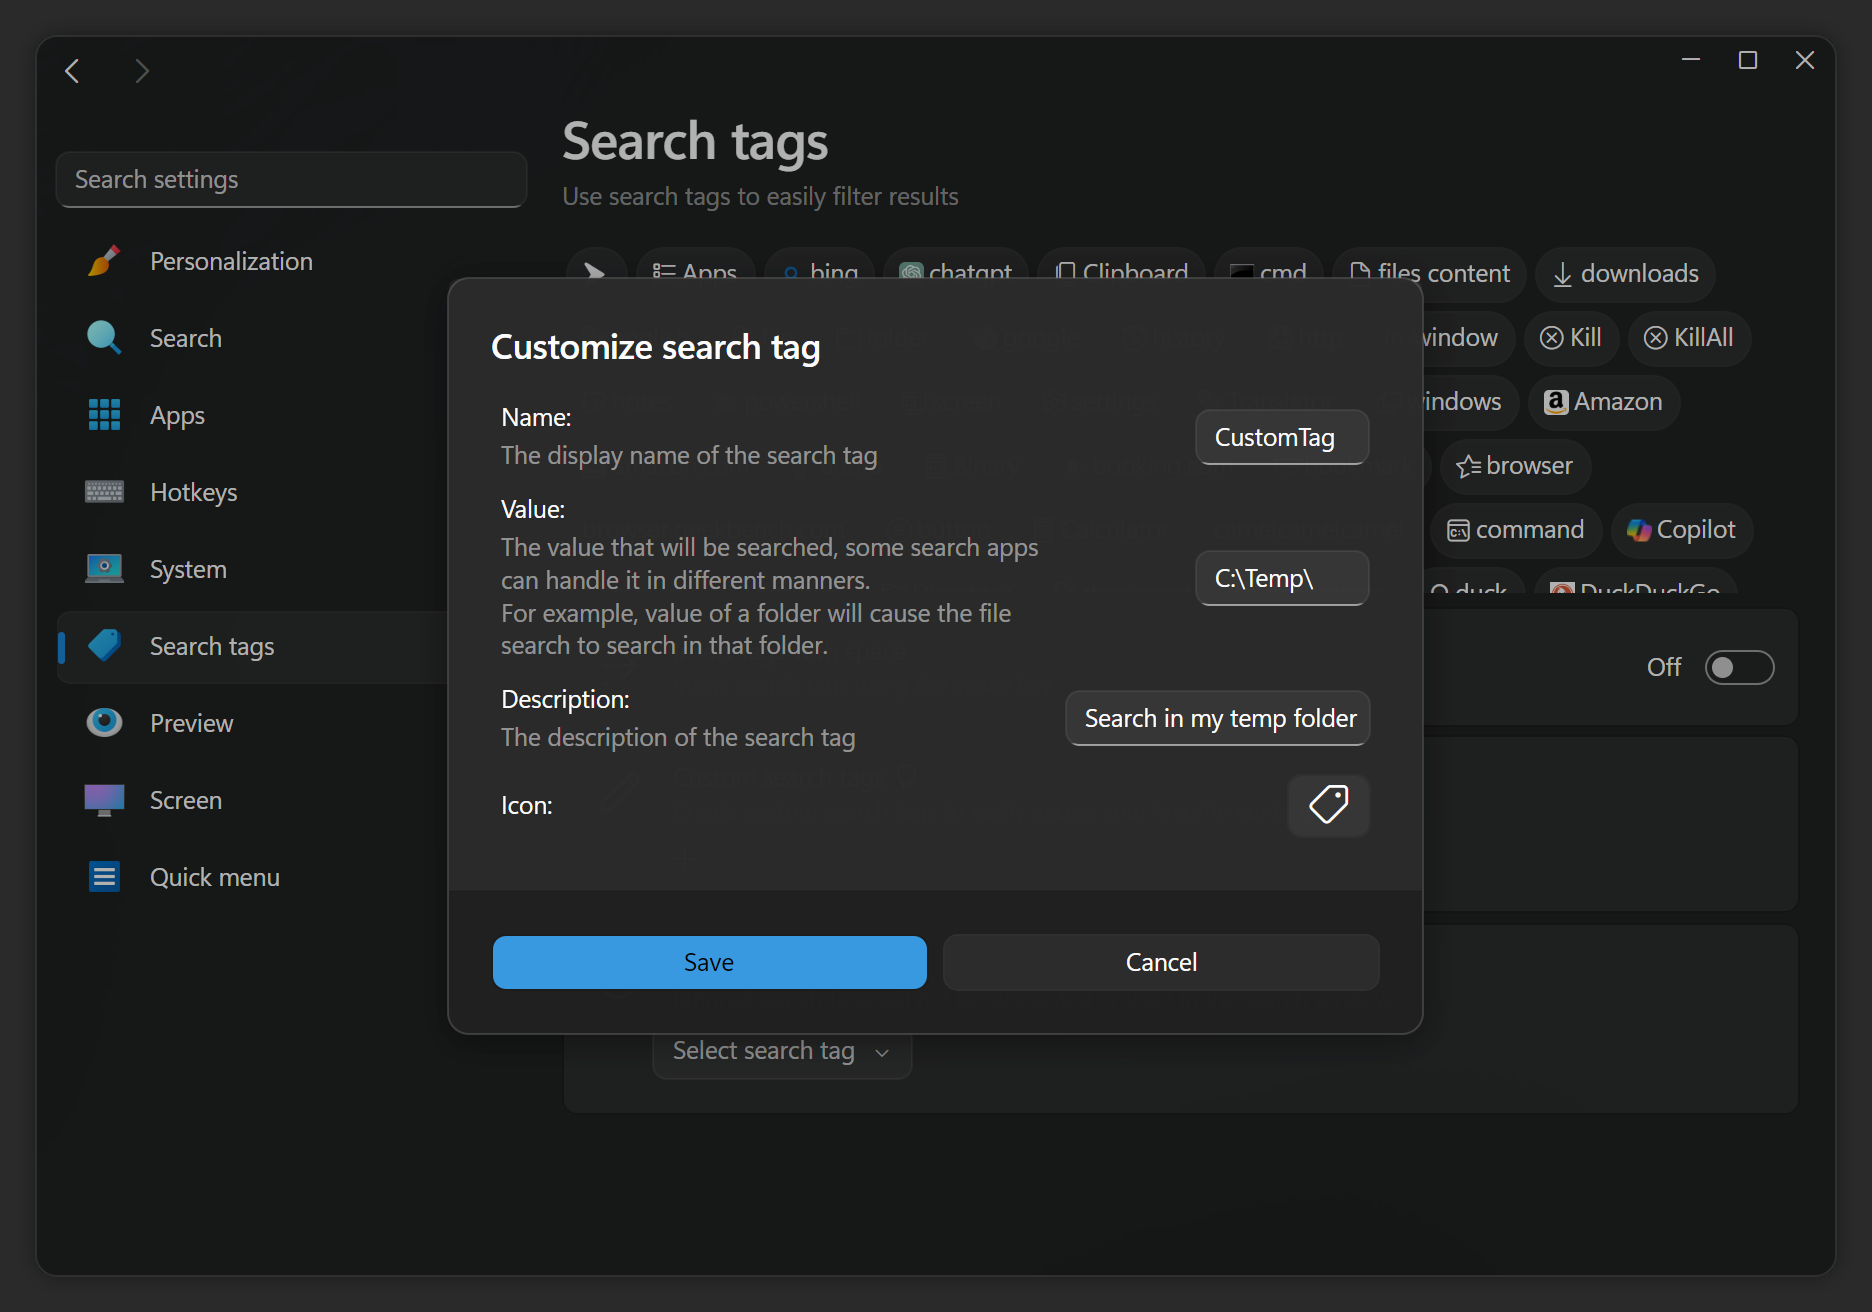 Search tags
Use search tags to easily filter results
Search settings
Personalization
Search
Apps
Hotkeys
System
Search tags
Preview
Screen
Quick menu
Apps
bing
chatgpt
Clipboard
cmd
files content
downloads
window
Kill
KillAll
windows
Amazon
browser
command
Copilot
duck
DuckDuckGo
Off
Customize search tag
Name:
The display name of the search tag
CustomTag
Value:
The value that will be searched, some search apps
can handle it in different manners.
For example, value of a folder will cause the file
search to search in that folder.
C:\Temp\
Description:
The description of the search tag
Search in my temp folder
Icon:
Save
Cancel
Select search tag